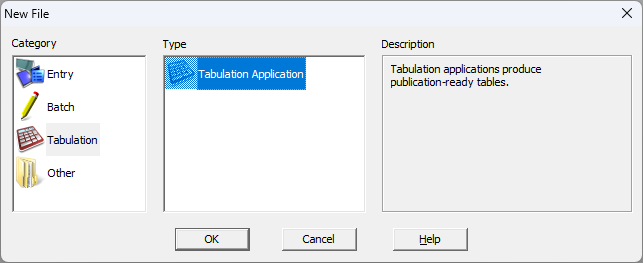 New File
Category
Type
Description
Entry
Batch
Tabulation
Other
Tabulation Application
Tabulation applications produce
publication-ready tables.
OK
Cancel
Help